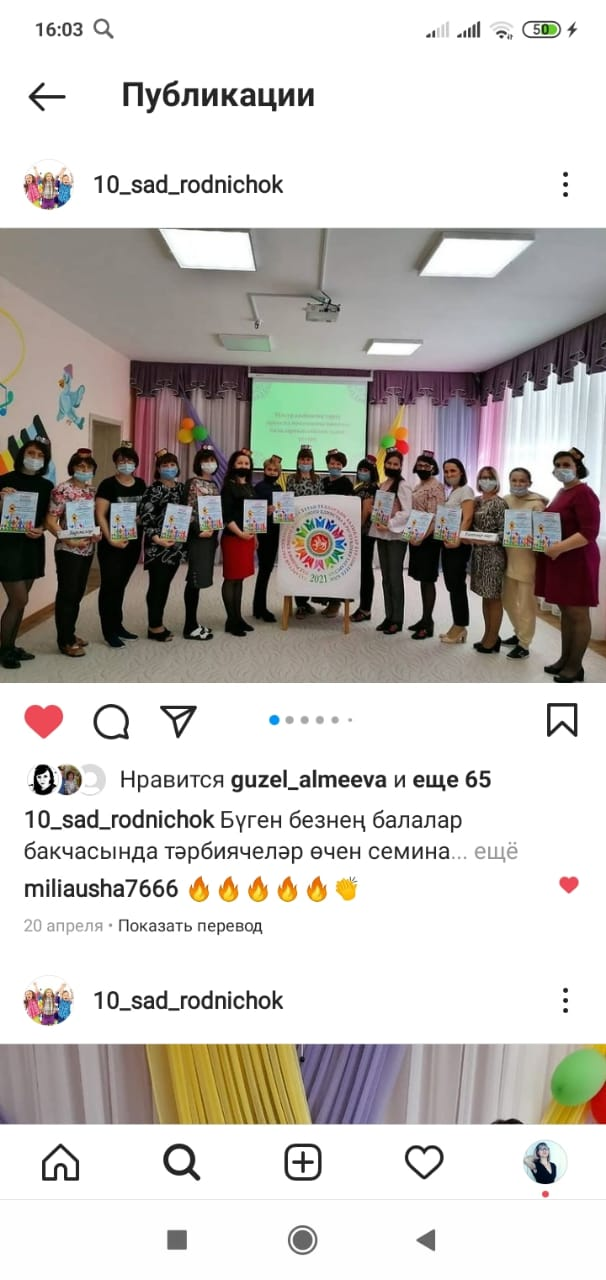 16:03
50
Публикации
10_sad_rodnichok
2021
Нравится guzel_almeeva и еще 65
10_sad_rodnichok Бүген безнең балалар
бакчасында тәрбиячеләр өчен семина... ещё
miliausha7666 🔥🔥🔥🔥🔥👏
20 апреля • Показать перевод
10_sad_rodnichok